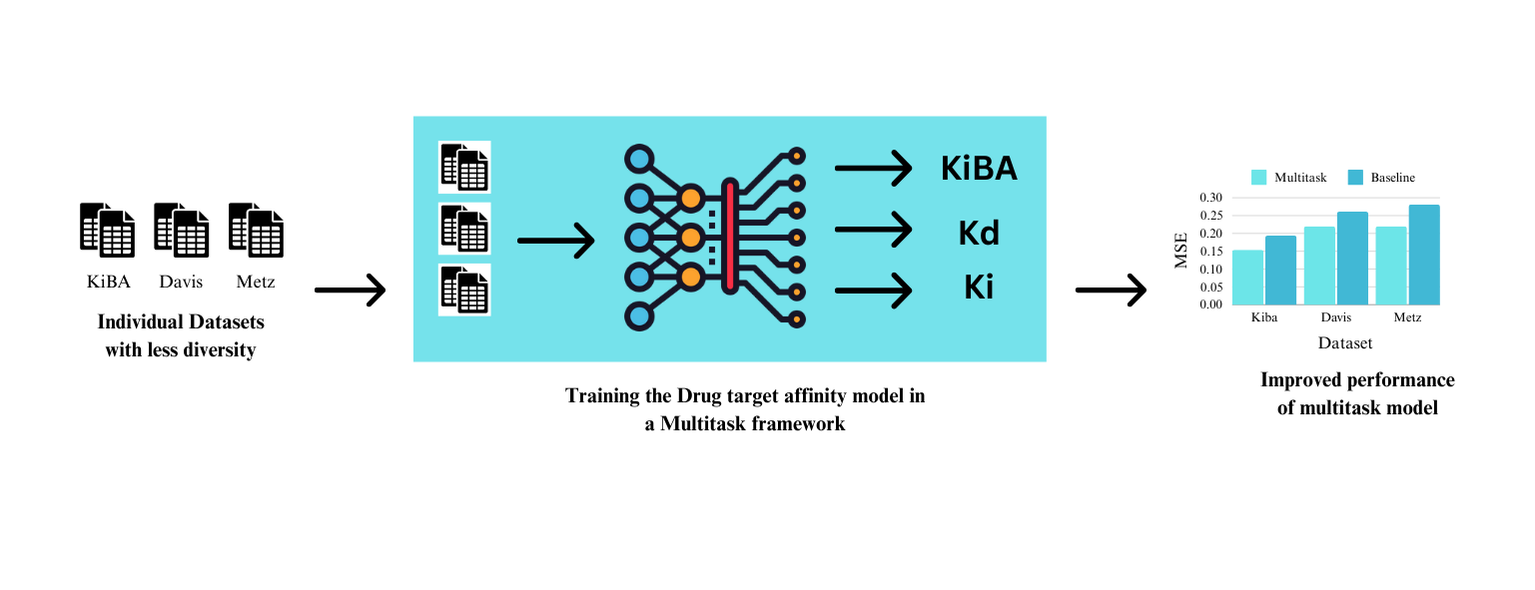 KiBA
Davis
Metz
Individual Datasets
with less diversity
KiBA
Kd
Ki
Training the Drug target affinity model in
a Multitask framework
Multitask
Baseline
MSE
0.30
0.25
0.20
0.15
0.10
0.05
0.00
Kiba
Davis
Metz
Dataset
Improved performance
of multitask model